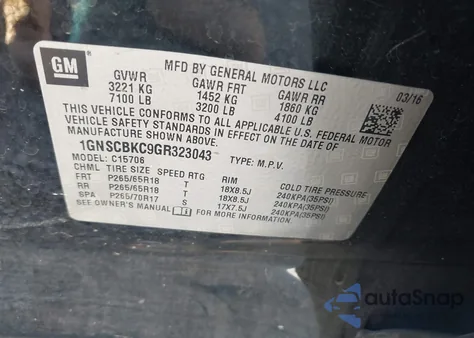 GM
MFD BY GENERAL MOTORS LLC
03/16
GVWR GAWR FRT GAWR RR
3221 KG 1452 KG 1860 KG
7100 LB 3200 LB 4100 LB
THIS VEHICLE CONFORMS TO ALL APPLICABLE U.S. FEDERAL
MOTOR VEHICLE SAFETY, BUMPER, AND THEFT PREVENTION
STANDARDS IN EFFECT ON THE DATE OF MANUFACTURE SHOWN ABOVE.
1GNSCBKC9GR323043 TYPE: M.P.V.
MODEL: C15706
CHML TIRE SIZE SPEED RTG RIM COLD TIRE PRESSURE
FRT P265/65R18 T 18X8.5J 240KPA(35PSI)
RR P265/65R18 T 18X8.5J 240KPA(35PSI)
SPA P265/70R17 S 17X7.5J 240KPA(35PSI)
SEE OWNER'S MANUAL FOR MORE INFORMATION.
autoSnap